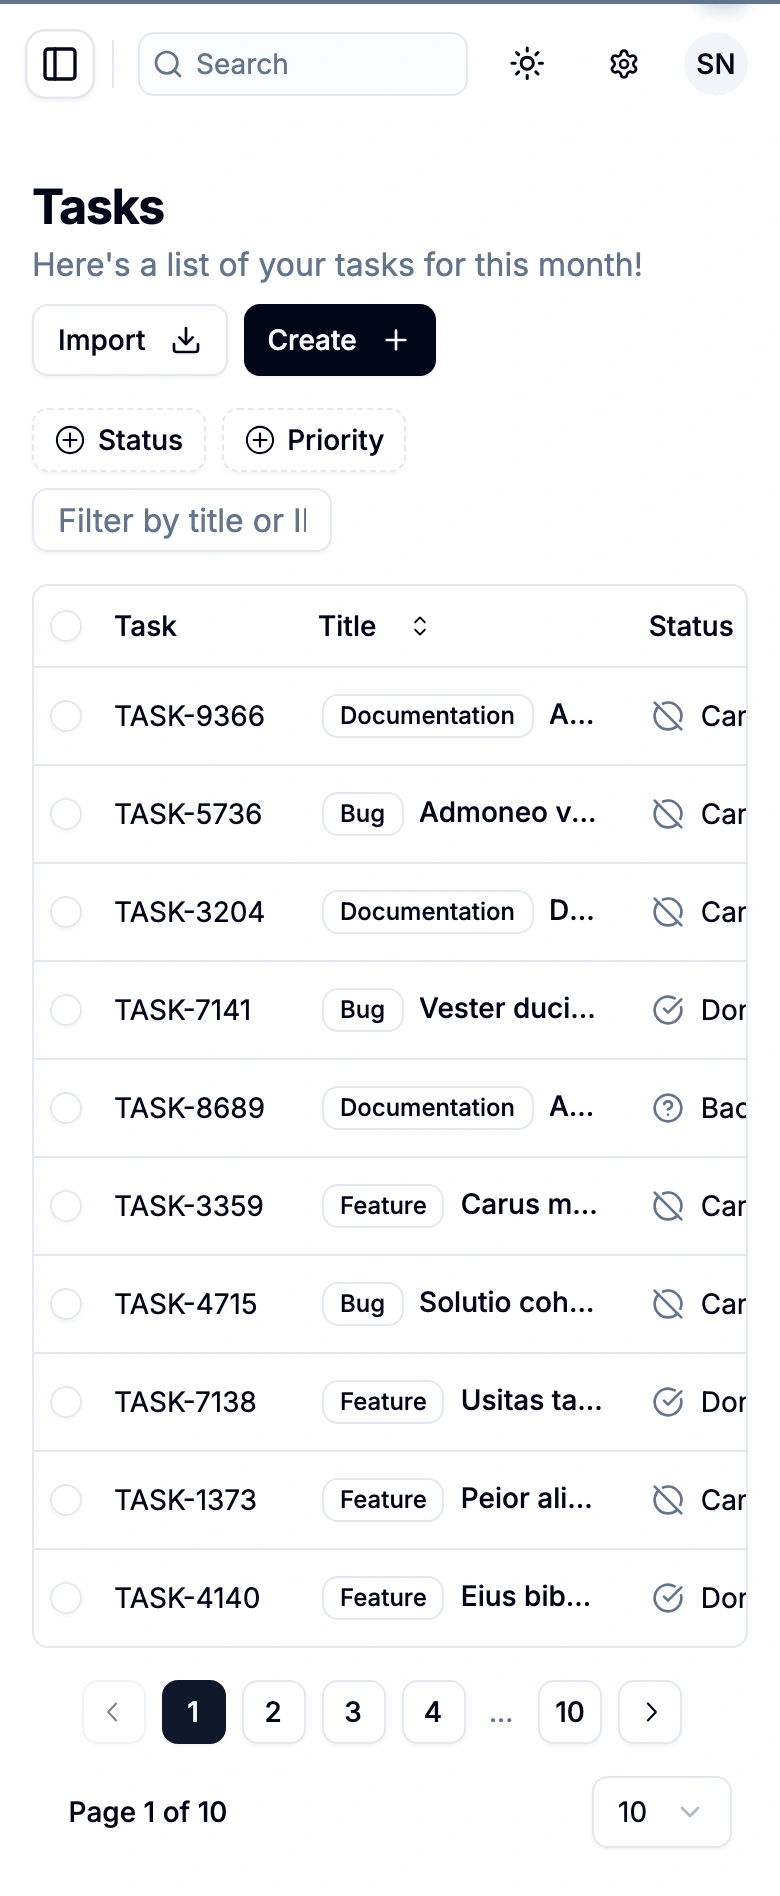 Search SN
Tasks
Here's a list of your tasks for this month!
Import Create
Status Priority
Filter by title or
Task Title Status
TASK-9366 Documentation A...
TASK-5736 Bug Admoneo v...
TASK-3204 Documentation D...
TASK-7141 Bug Vester duci...
TASK-8689 Documentation A...
TASK-3359 Feature Carus m...
TASK-4715 Bug Solutio coh...
TASK-7138 Feature Usitas ta...
TASK-1373 Feature Peior ali...
TASK-4140 Feature Eius bib...
1 2 3 4 ... 10
Page 1 of 10 10